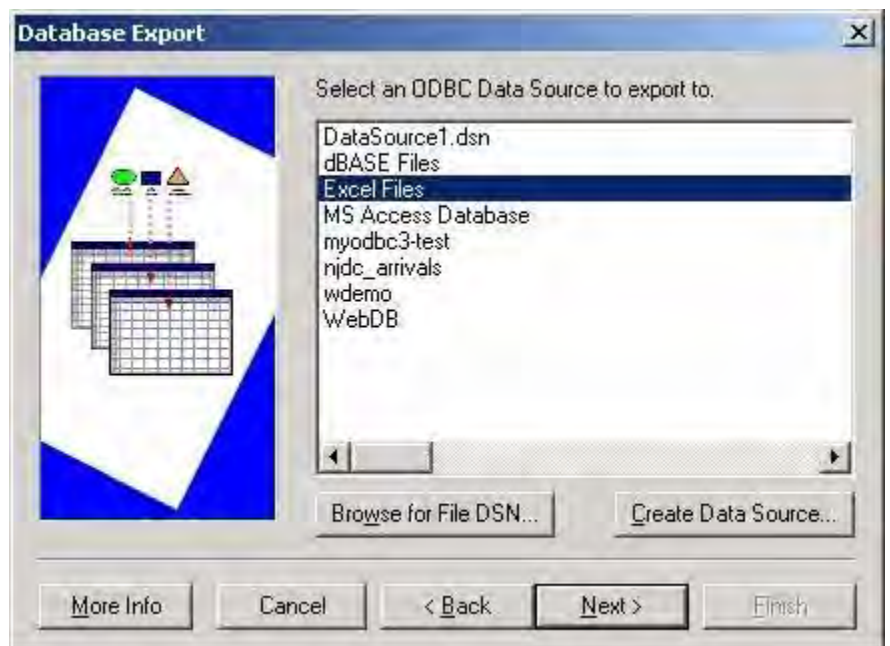 Database Export
Select an ODBC Data Source to export to.
DataSource1.dsn
dBASE Files
Excel Files
MS Access Database
myodbc3-test
njdc_arrivals
wdemo
WebDB
Browse for File DSN...
Create Data Source...
More Info
Cancel
< Back
Next >
Finish